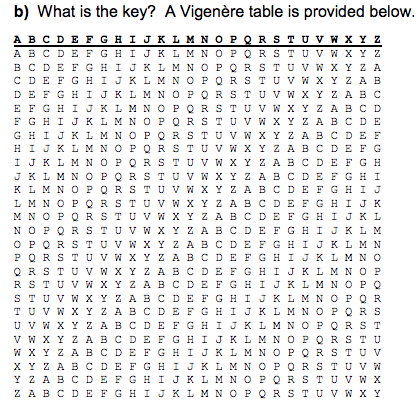 b) What is the key? A Vigenère table is provided below.
A B C D E F G H I J K L M N O P Q R S T U V W X Y Z
A B C D E F G H I J K L M N O P Q R S T U V W X Y Z
B C D E F G H I J K L M N O P Q R S T U V W X Y Z A
C D E F G H I J K L M N O P Q R S T U V W X Y Z A B
D E F G H I J K L M N O P Q R S T U V W X Y Z A B C
E F G H I J K L M N O P Q R S T U V W X Y Z A B C D
F G H I J K L M N O P Q R S T U V W X Y Z A B C D E
G H I J K L M N O P Q R S T U V W X Y Z A B C D E F
H I J K L M N O P Q R S T U V W X Y Z A B C D E F G
I J K L M N O P Q R S T U V W X Y Z A B C D E F G H
J K L M N O P Q R S T U V W X Y Z A B C D E F G H I
K L M N O P Q R S T U V W X Y Z A B C D E F G H I J
L M N O P Q R S T U V W X Y Z A B C D E F G H I J K
M N O P Q R S T U V W X Y Z A B C D E F G H I J K L
N O P Q R S T U V W X Y Z A B C D E F G H I J K L M
O P Q R S T U V W X Y Z A B C D E F G H I J K L M N
P Q R S T U V W X Y Z A B C D E F G H I J K L M N O
Q R S T U V W X Y Z A B C D E F G H I J K L M N O P
R S T U V W X Y Z A B C D E F G H I J K L M N O P Q
S T U V W X Y Z A B C D E F G H I J K L M N O P Q R
T U V W X Y Z A B C D E F G H I J K L M N O P Q R S
U V W X Y Z A B C D E F G H I J K L M N O P Q R S T
V W X Y Z A B C D E F G H I J K L M N O P Q R S T U
W X Y Z A B C D E F G H I J K L M N O P Q R S T U V
X Y Z A B C D E F G H I J K L M N O P Q R S T U V W
Y Z A B C D E F G H I J K L M N O P Q R S T U V W X
Z A B C D E F G H I J K L M N O P Q R S T U V W X Y